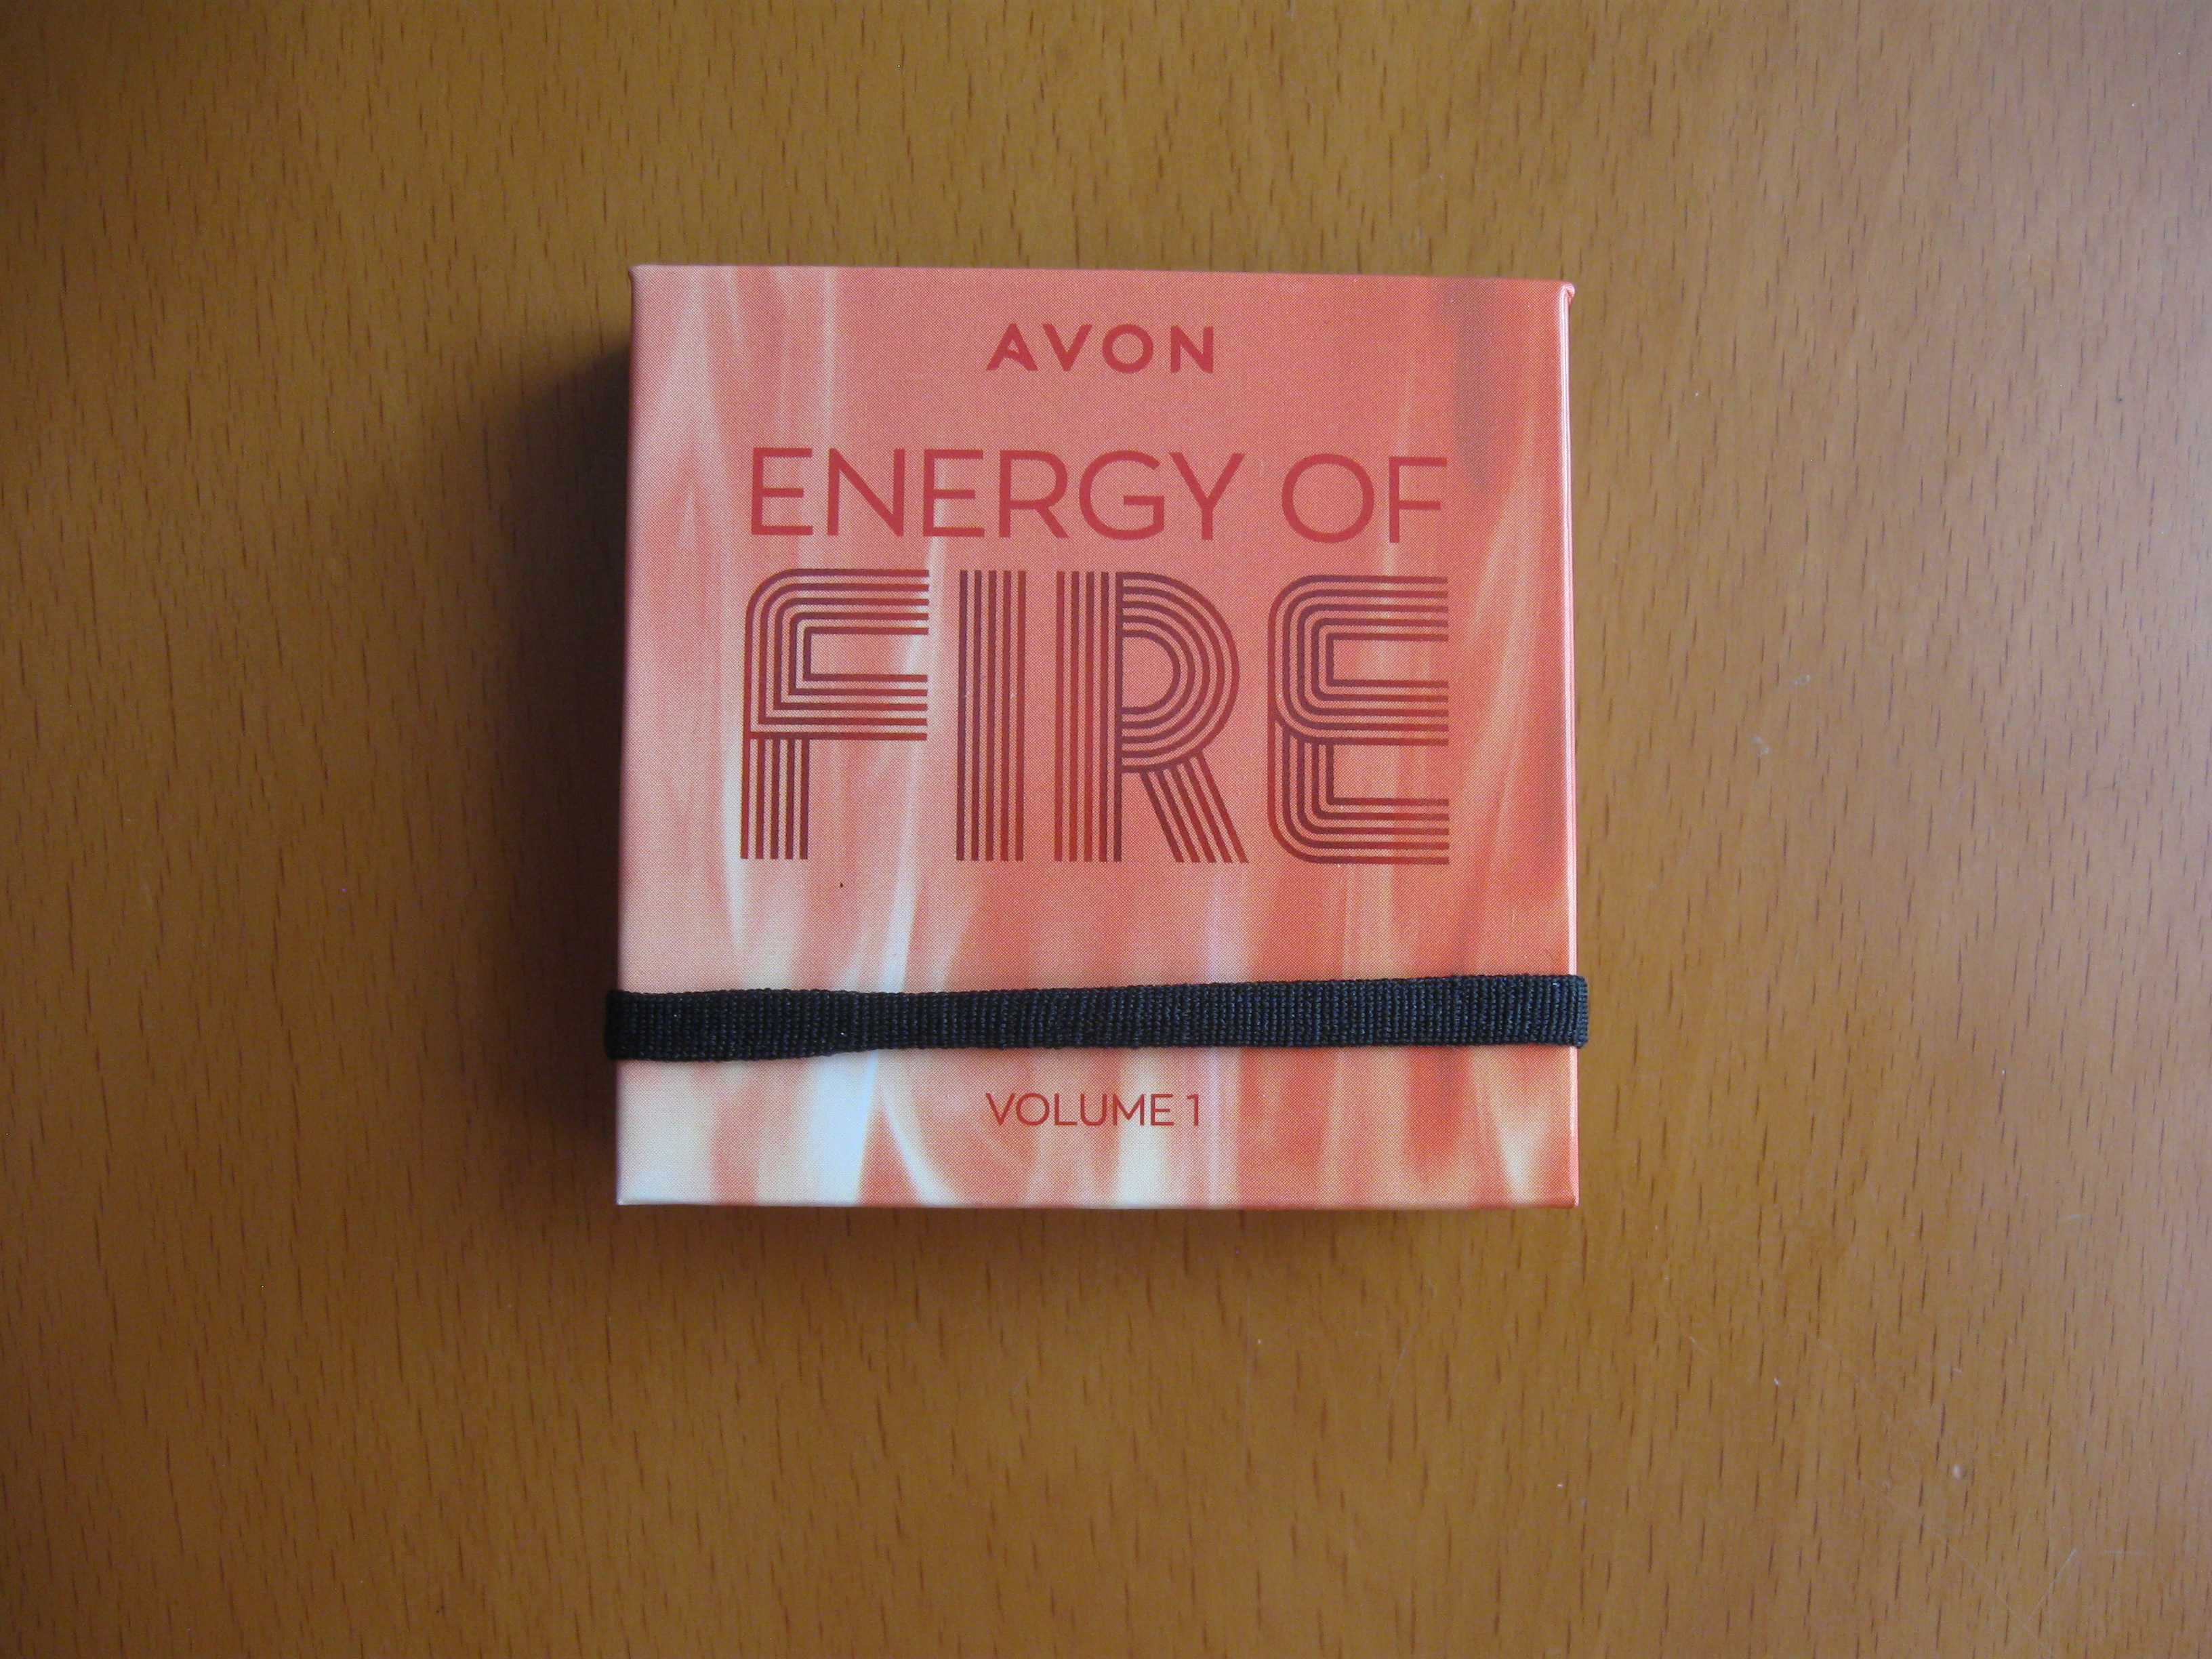 AVON
ENERGY OF
FIRE
VOLUME 1